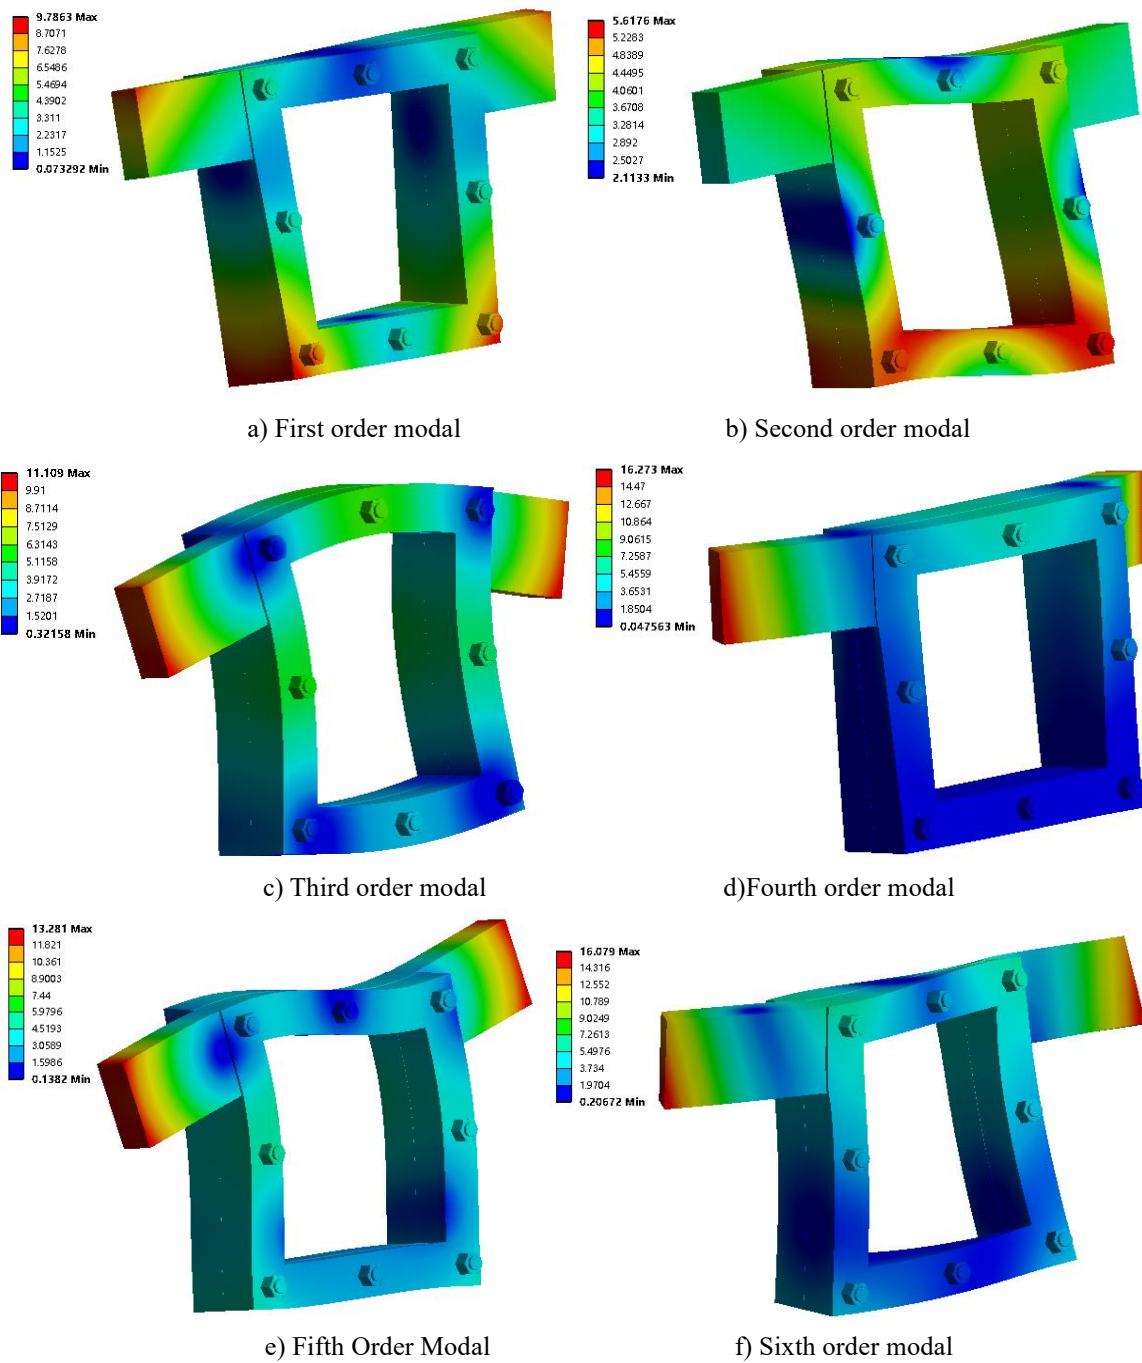 9.7863 Max
8.7071
7.6278
6.5486
5.4694
4.3902
3.311
2.2317
1.1525
0.073292 Min
5.6176 Max
5.2283
4.8389
4.4495
4.0601
3.6708
3.2814
2.892
2.5027
2.1133 Min
a) First order modal
b) Second order modal
11.109 Max
9.91
8.7114
7.5129
6.3143
5.1158
3.9172
2.7187
1.5201
0.32158 Min
16.273 Max
14.47
12.667
10.864
9.0615
7.2587
5.4559
3.6531
1.8504
0.047563 Min
c) Third order modal
d)Fourth order modal
13.281 Max
11.821
10.361
8.9003
7.44
5.9796
4.5193
3.0589
1.5986
0.1382 Min
16.079 Max
14.316
12.552
10.789
9.0249
7.2613
5.4976
3.734
1.9704
0.20672 Min
e) Fifth Order Modal
f) Sixth order modal